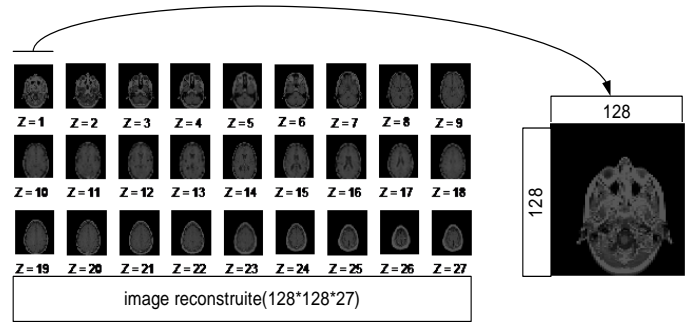 Z = 1 Z = 2 Z = 3 Z = 4 Z = 5 Z = 6 Z = 7 Z = 8 Z = 9
128
Z = 10 Z = 11 Z = 12 Z = 13 Z = 14 Z = 15 Z = 16 Z = 17 Z = 18
128
Z = 19 Z = 20 Z = 21 Z = 22 Z = 23 Z = 24 Z = 25 Z = 26 Z = 27
image reconstruite(128*128*27)